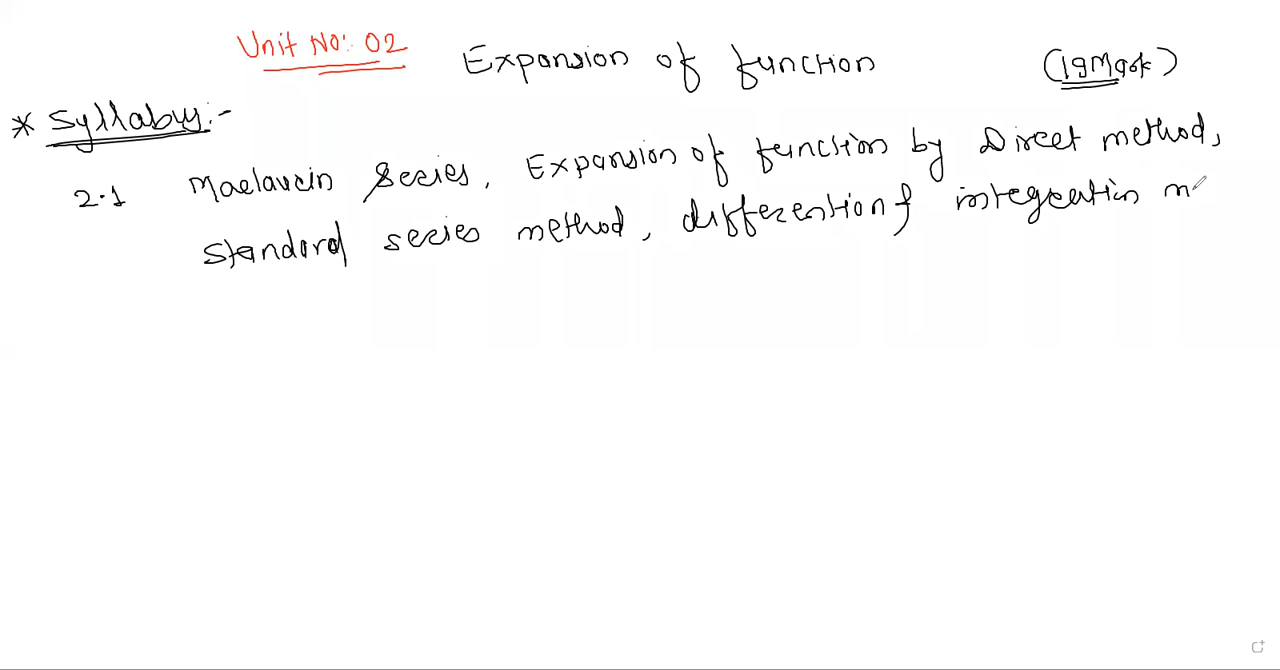 Unit No: 02
Expansion of function
(19Mark)
* Syllabus:-
2.1 Maclaurin Series, Expansion of function by Direct method,
standard series method, differention & integration m